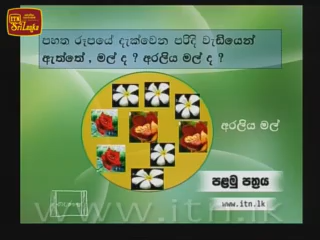 Sri Lanka
පහත රූපයේ දැක්වෙන පරිදි වැඩියෙන්
ඇත්තේ , මල් ද ? අරලිය මල් ද ?
අරලිය මල්
පළමු පත්‍රය
www.itn.lk
www.itn.lk